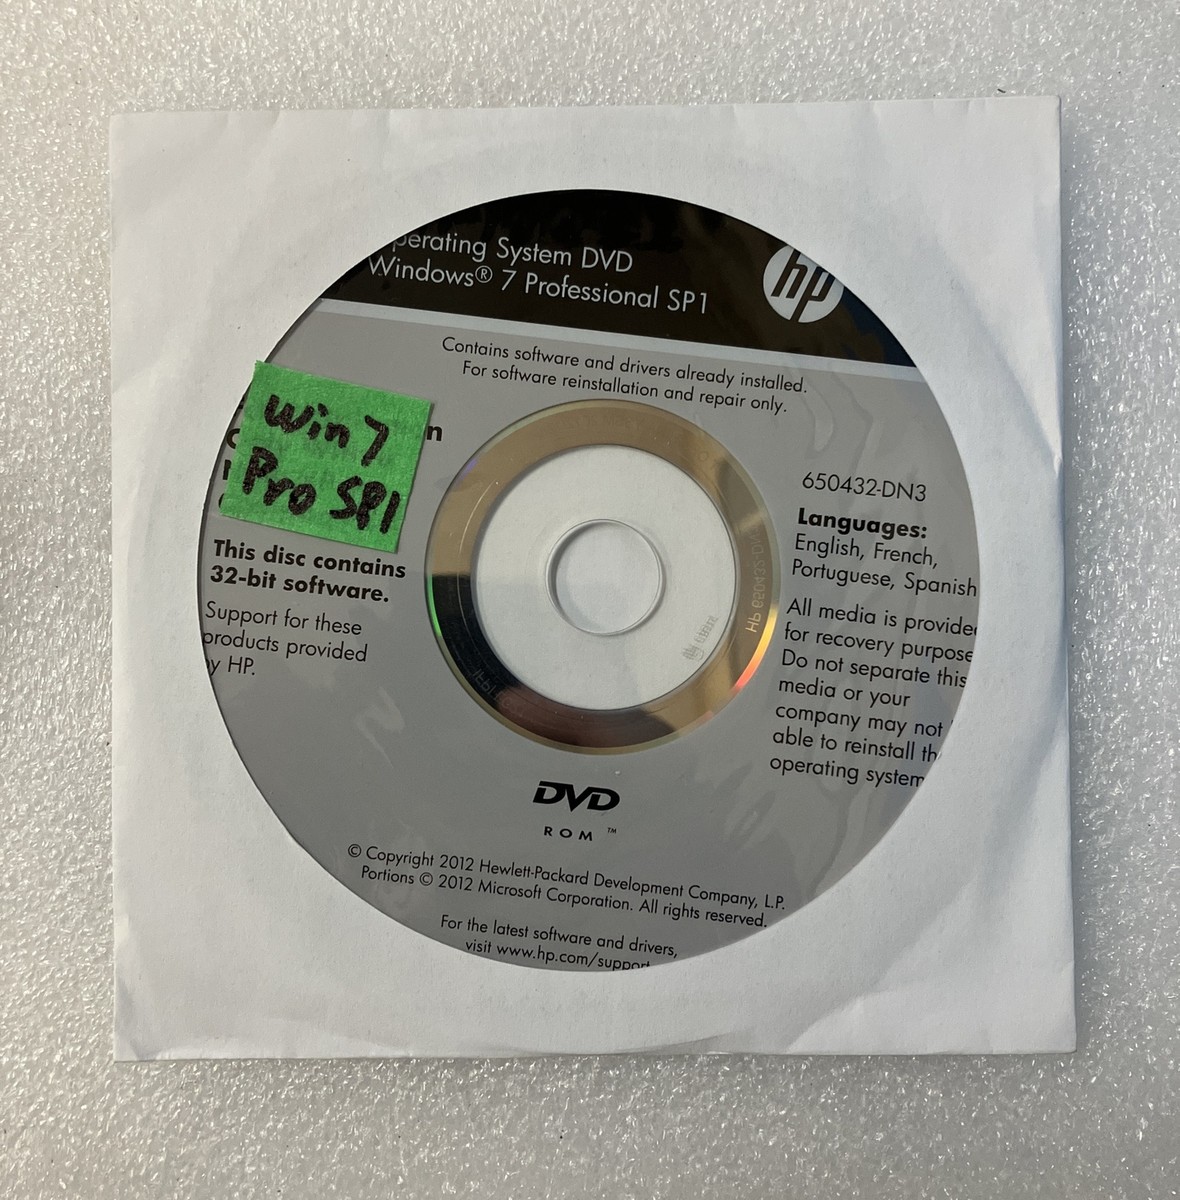 perating System DVD
Windows® 7 Professional SP1
hp
Contains software and drivers already installed.
For software reinstallation and repair only.
Win 7
Pro SP1
This disc contains
32-bit software.
Support for these
products provided
y HP.
650432-DN3
Languages:
English, French,
Portuguese, Spanish
All media is provide
for recovery purpose
Do not separate this
media or your
company may not
able to reinstall th
operating system
DVD
ROM ™
© Copyright 2012 Hewlett-Packard Development Company, L.P.
Portions © 2012 Microsoft Corporation. All rights reserved.
For the latest software and drivers,
visit www.hp.com/support